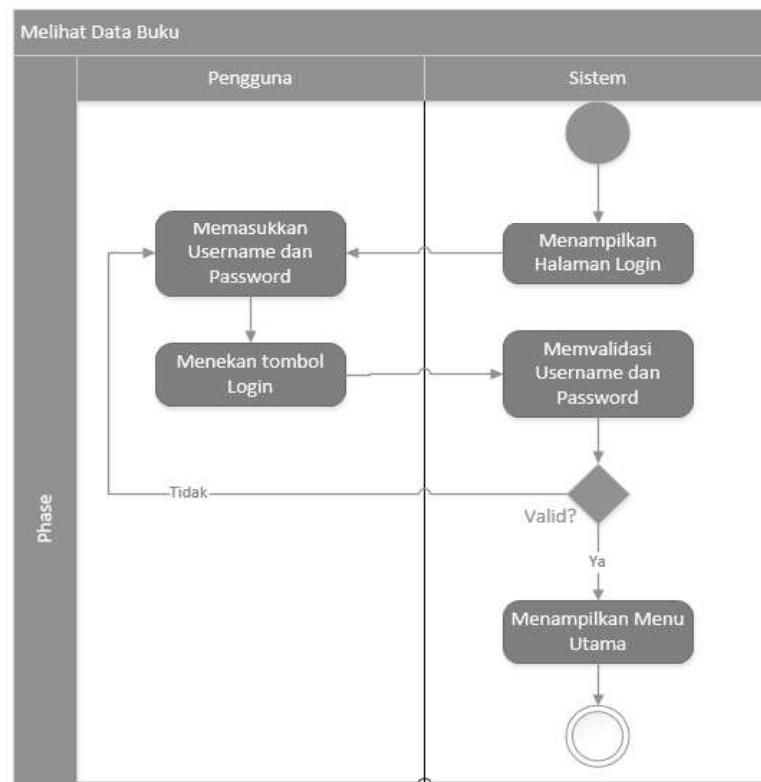 Melihat Data Buku
Pengguna
Sistem
Phase
Memasukkan
Username dan
Password
Menampilkan
Halaman Login
Menekan tombol
Login
Memvalidasi
Username dan
Password
Tidak
Valid?
Ya
Menampilkan Menu
Utama